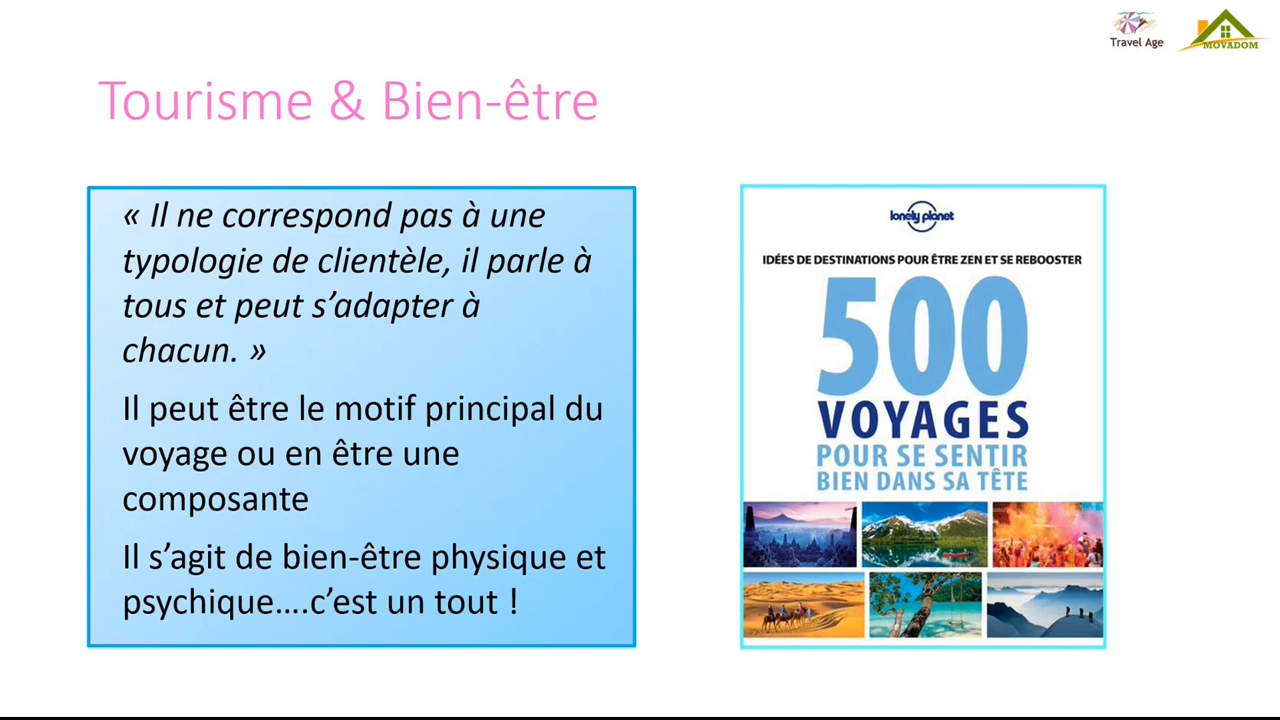 Travel Age
MOVADOM
Tourisme & Bien-être
« Il ne correspond pas à une
typologie de clientèle, il parle à
tous et peut s’adapter à
chacun. »
Il peut être le motif principal du
voyage ou en être une
composante
Il s’agit de bien-être physique et
psychique….c’est un tout !
lonely planet
IDÉES DE DESTINATIONS POUR ÊTRE ZEN ET SE REBOOSTER
500
VOYAGES
POUR SE SENTIR
BIEN DANS SA TÊTE